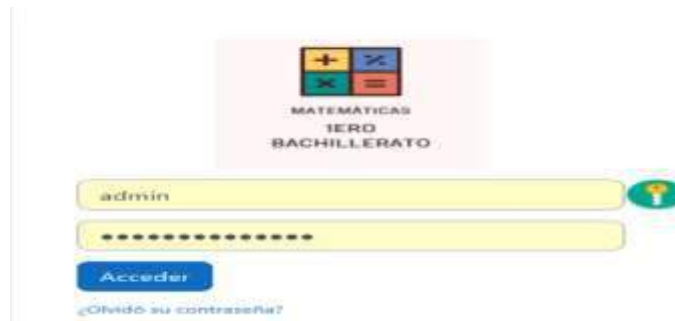 MATEMÁTICAS
1ERO
BACHILLERATO
admin
••••••••••••••
Acceder
¿Olvidó su contraseña?